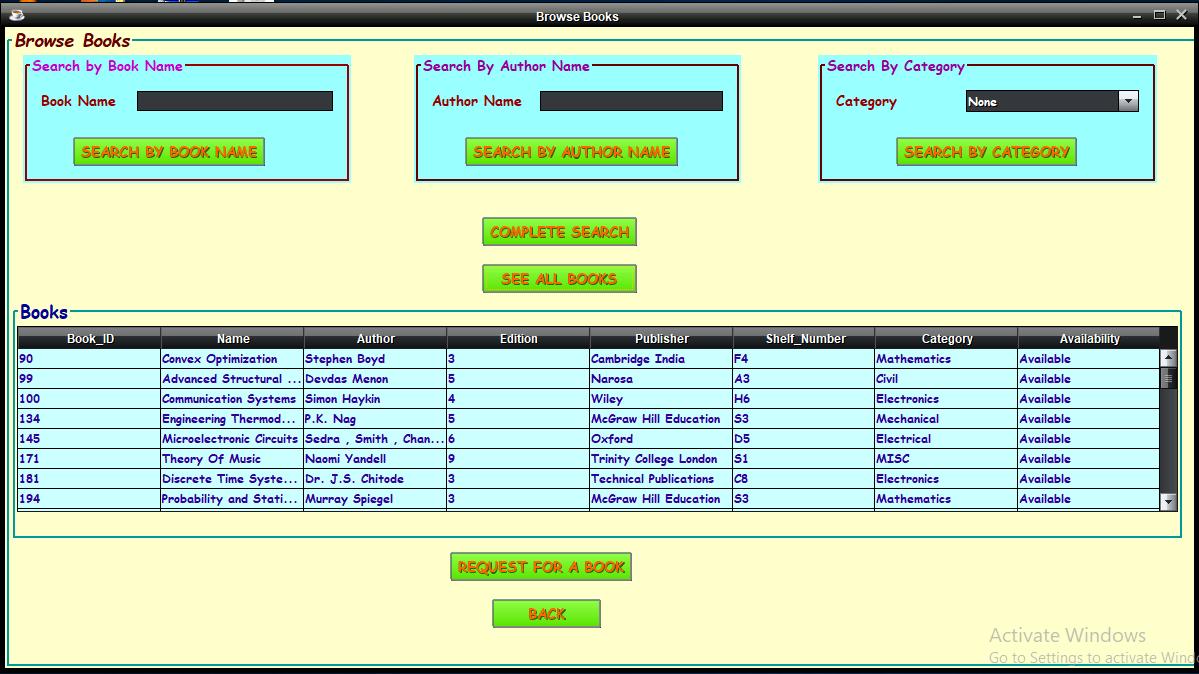 Browse Books
Browse Books
Search by Book Name
Book Name
SEARCH BY BOOK NAME
Search By Author Name
Author Name
SEARCH BY AUTHOR NAME
Search By Category
Category None
SEARCH BY CATEGORY
COMPLETE SEARCH
SEE ALL BOOKS
Books
Book_ID Name Author Edition Publisher Shelf_Number Category Availability
90 Convex Optimization Stephen Boyd 3 Cambridge India F4 Mathematics Available
99 Advanced Structural ... Devdas Menon 5 Narosa A3 Civil Available
100 Communication Systems Simon Haykin 4 Wiley H6 Electronics Available
134 Engineering Thermod... P.K. Nag 5 McGraw Hill Education S3 Mechanical Available
145 Microelectronic Circuits Sedra , Smith , Chan... 6 Oxford D5 Electrical Available
171 Theory Of Music Naomi Yandell 9 Trinity College London S1 MISC Available
181 Discrete Time Syste... Dr. J.S. Chitode 3 Technical Publications C8 Electronics Available
194 Probability and Stati... Murray Spiegel 3 McGraw Hill Education S3 Mathematics Available
REQUEST FOR A BOOK
BACK
Activate Windows
Go to Settings to activate Windo